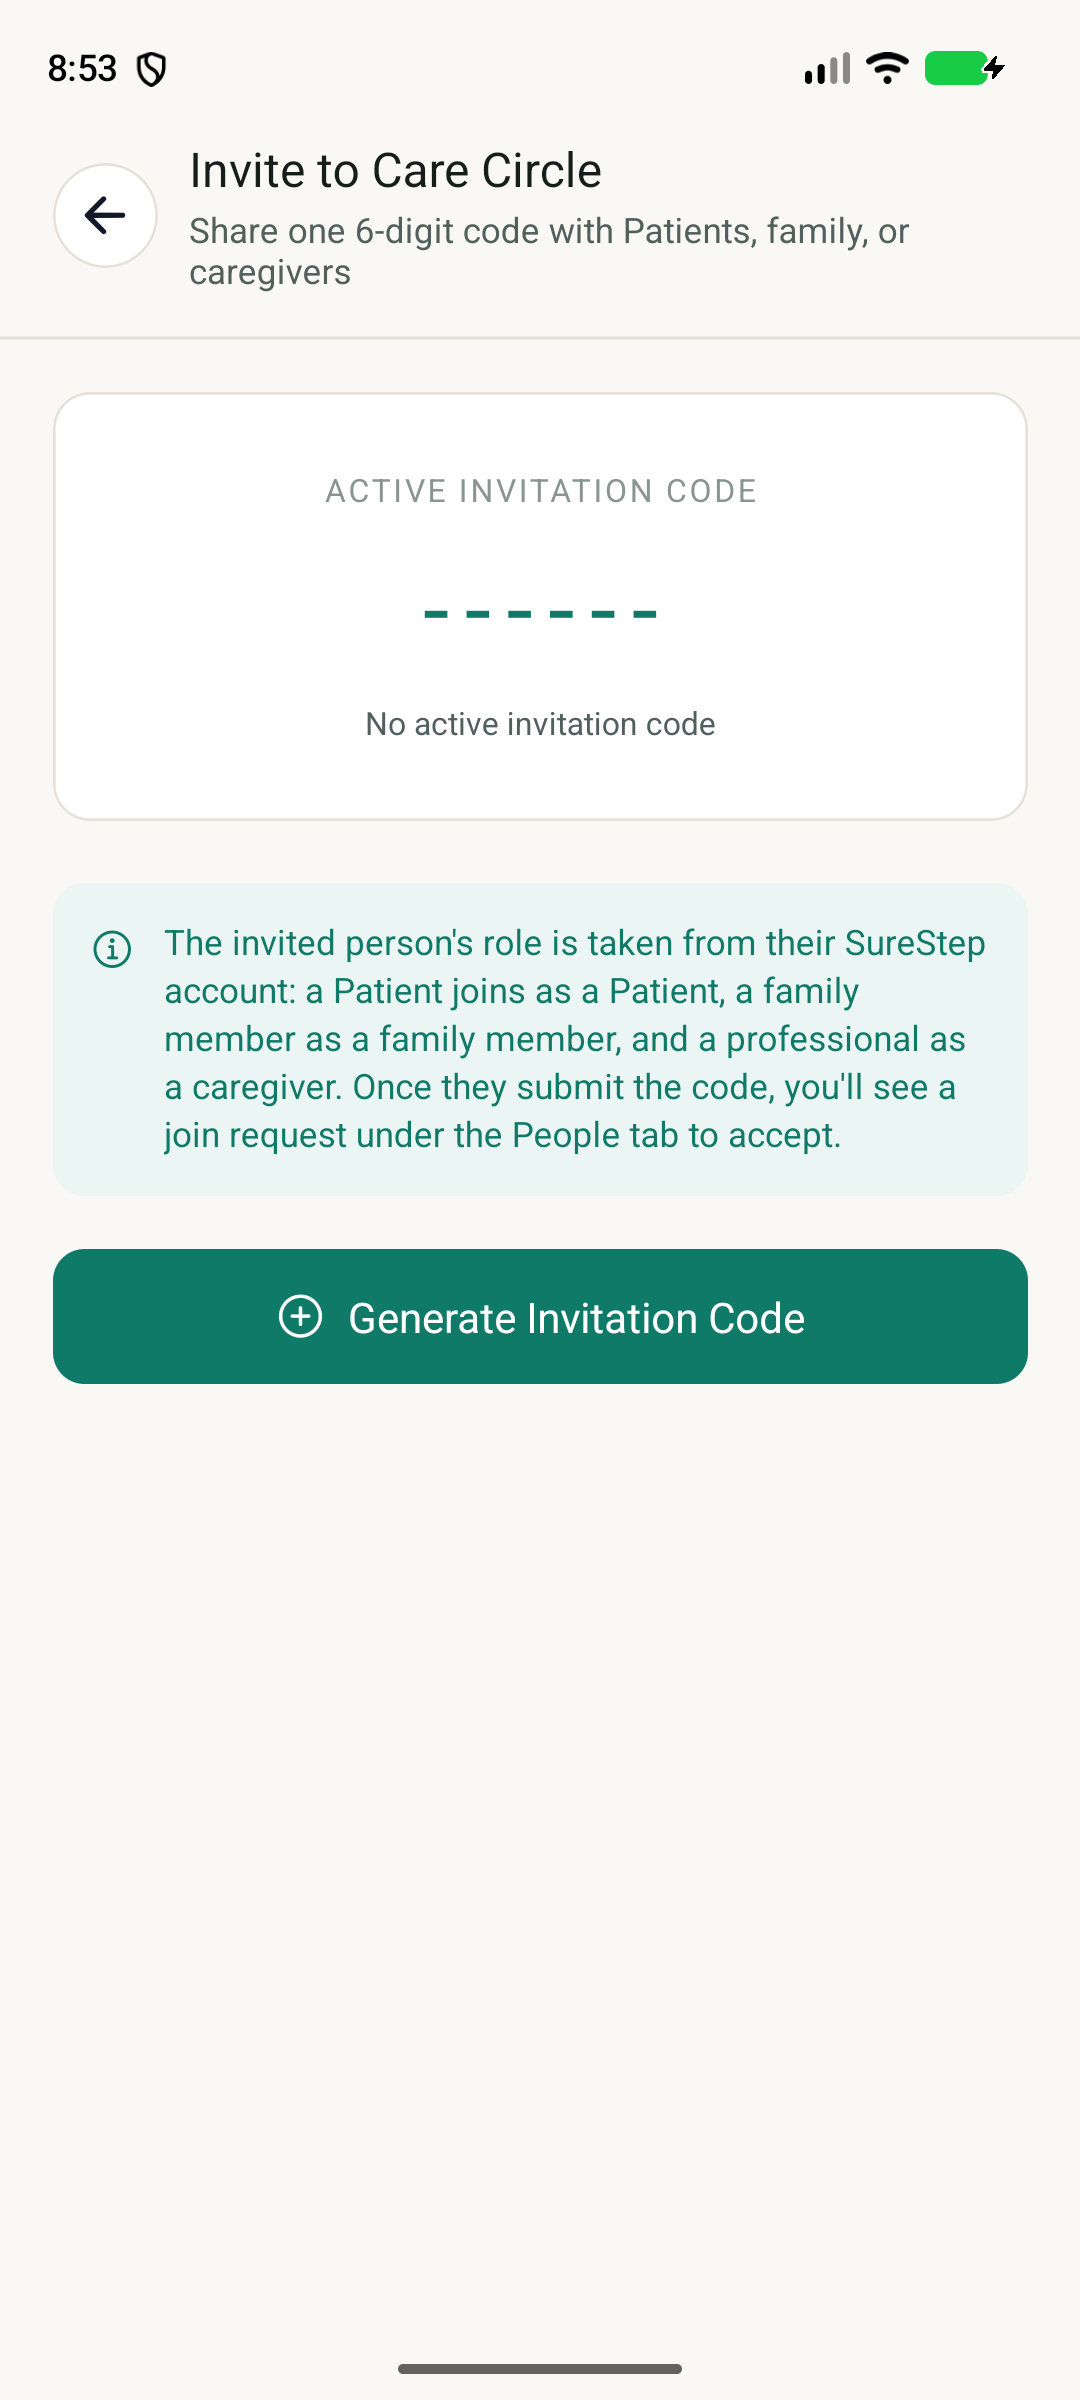 8:53
Invite to Care Circle
Share one 6-digit code with Patients, family, or
caregivers
ACTIVE INVITATION CODE
------
No active invitation code
The invited person's role is taken from their SureStep
account: a Patient joins as a Patient, a family
member as a family member, and a professional as
a caregiver. Once they submit the code, you'll see a
join request under the People tab to accept.
Generate Invitation Code